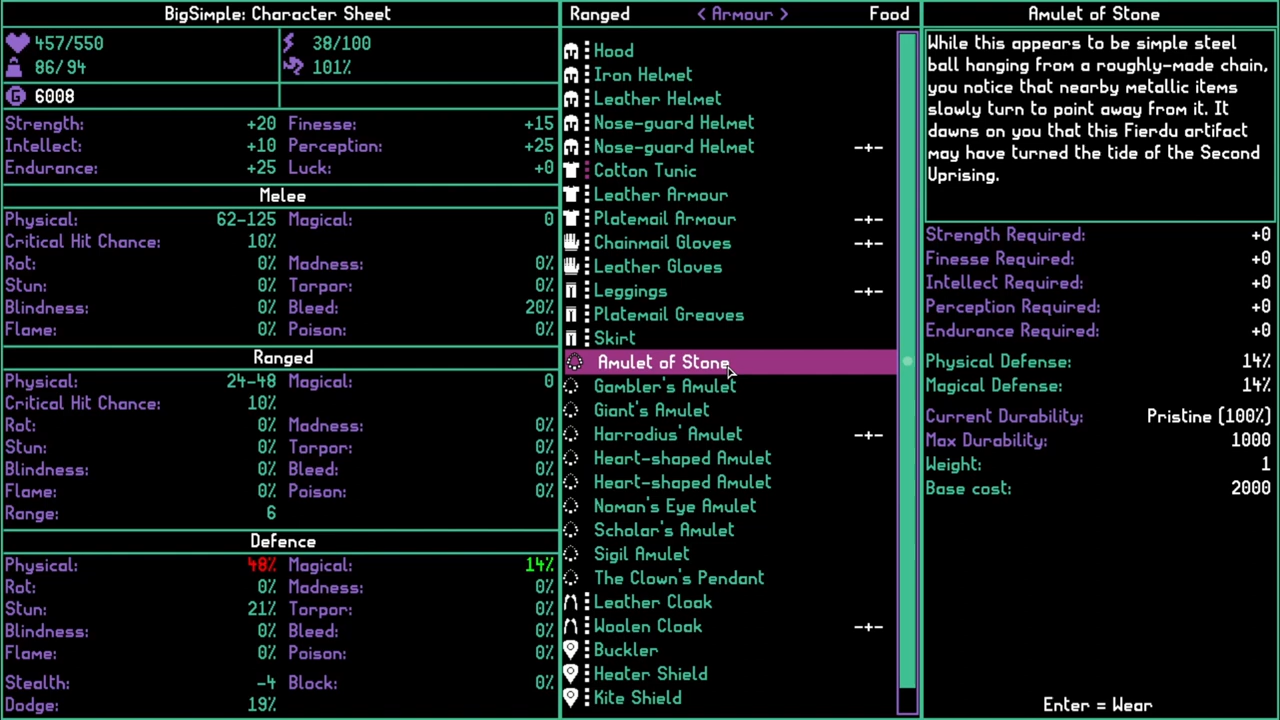 BigSimple: Character Sheet
457/550 38/100
86/94 101%
G 6008
Strength: +20 Finesse: +15
Intellect: +10 Perception: +25
Endurance: +25 Luck: +0
Melee
Physical: 62-125 Magical: 0
Critical Hit Chance: 10%
Rot: 0% Madness: 0%
Stun: 0% Torpor: 0%
Blindness: 0% Bleed: 20%
Flame: 0% Poison: 0%
Ranged
Physical: 24-48 Magical: 0
Critical Hit Chance: 10%
Rot: 0% Madness: 0%
Stun: 0% Torpor: 0%
Blindness: 0% Bleed: 0%
Flame: 0% Poison: 0%
Range: 6
Defence
Physical: 48% Magical: 14%
Rot: 0% Madness: 0%
Stun: 21% Torpor: 0%
Blindness: 0% Bleed: 0%
Flame: 0% Poison: 0%
Stealth: -4 Block: 0%
Dodge: 19%
Ranged < Armour > Food
Hood
Iron Helmet
Leather Helmet
Nose-guard Helmet
Nose-guard Helmet -+-
Cotton Tunic
Leather Armour
Platemail Armour -+-
Chainmail Gloves -+-
Leather Gloves
Leggings -+-
Platemail Greaves
Skirt
Amulet of Stone
Gambler's Amulet
Giant's Amulet
Harrodius' Amulet -+-
Heart-shaped Amulet
Heart-shaped Amulet
Noman's Eye Amulet
Scholar's Amulet
Sigil Amulet
The Clown's Pendant
Leather Cloak
Woolen Cloak -+-
Buckler
Heater Shield
Kite Shield
Amulet of Stone
While this appears to be simple steel
ball hanging from a roughly-made chain,
you notice that nearby metallic items
slowly turn to point away from it. It
dawns on you that this Fierdu artifact
may have turned the tide of the Second
Uprising.
Strength Required: +0
Finesse Required: +0
Intellect Required: +0
Perception Required: +0
Endurance Required: +0
Physical Defense: 14%
Magical Defense: 14%
Current Durability: Pristine (100%)
Max Durability: 1000
Weight: 1
Base cost: 2000
Enter = Wear